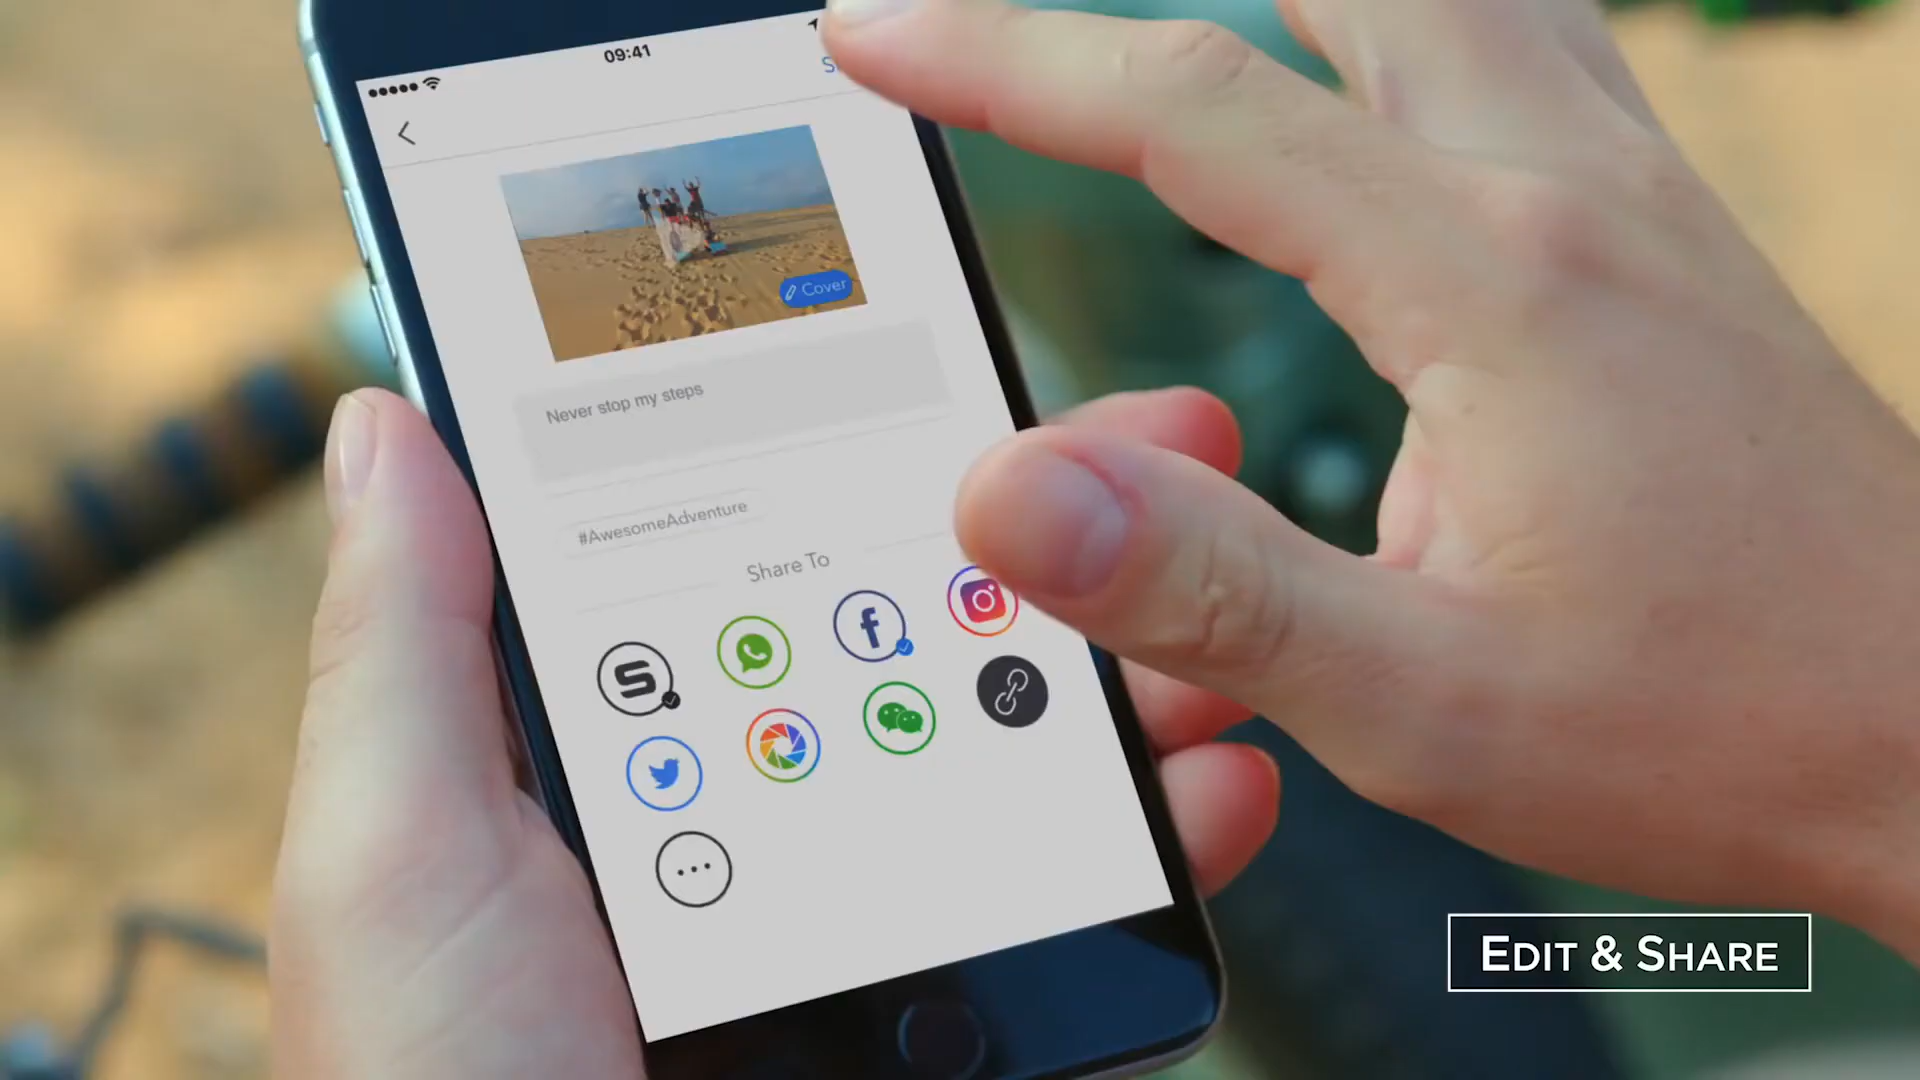 09:41
Cover
Never stop my steps
#AwesomeAdventure
Share To
EDIT & SHARE